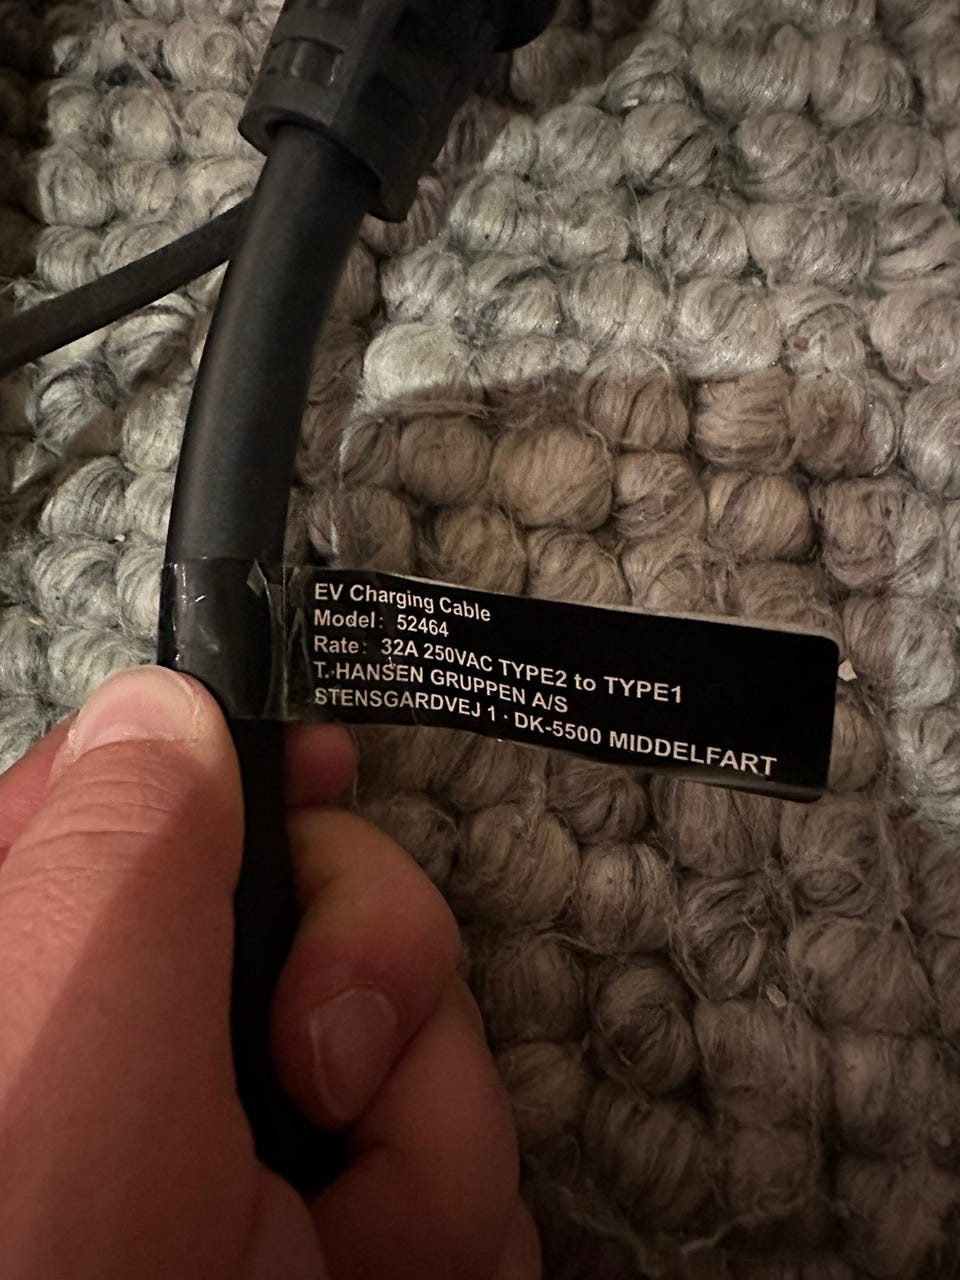 EV Charging Cable
Model: 52464
Rate: 32A 250VAC TYPE2 to TYPE1
T. HANSEN GRUPPEN A/S
STENSGARDVEJ 1 · DK-5500 MIDDELFART